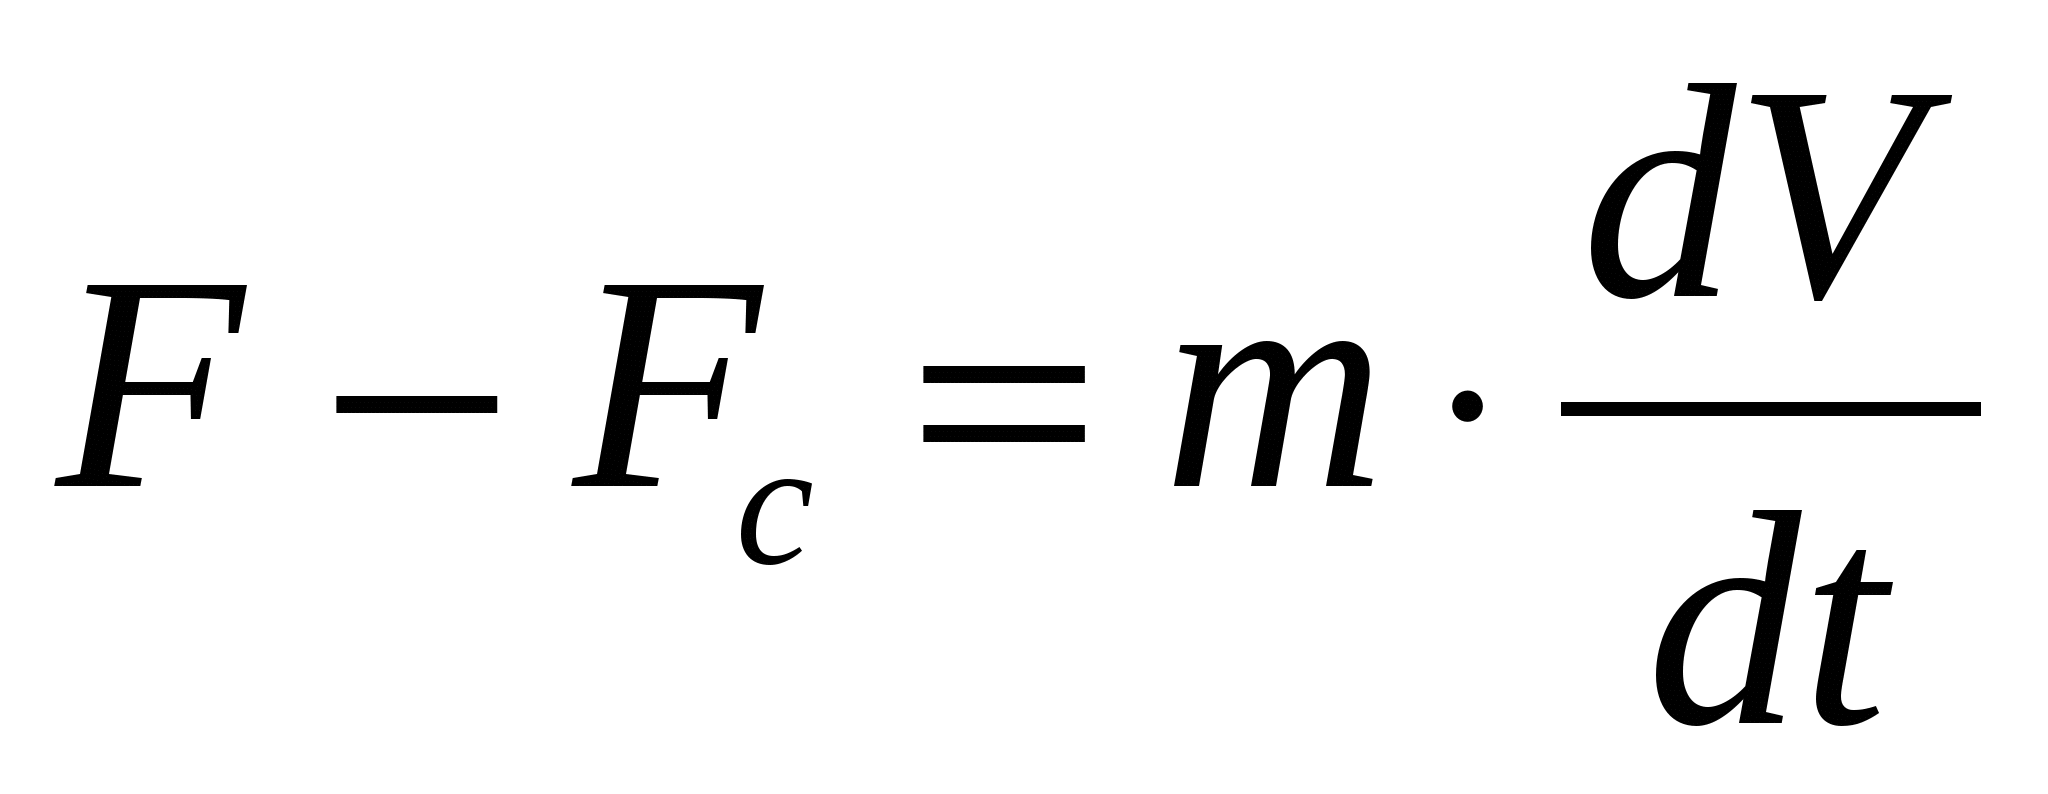 F − F_c = m · dV/dt